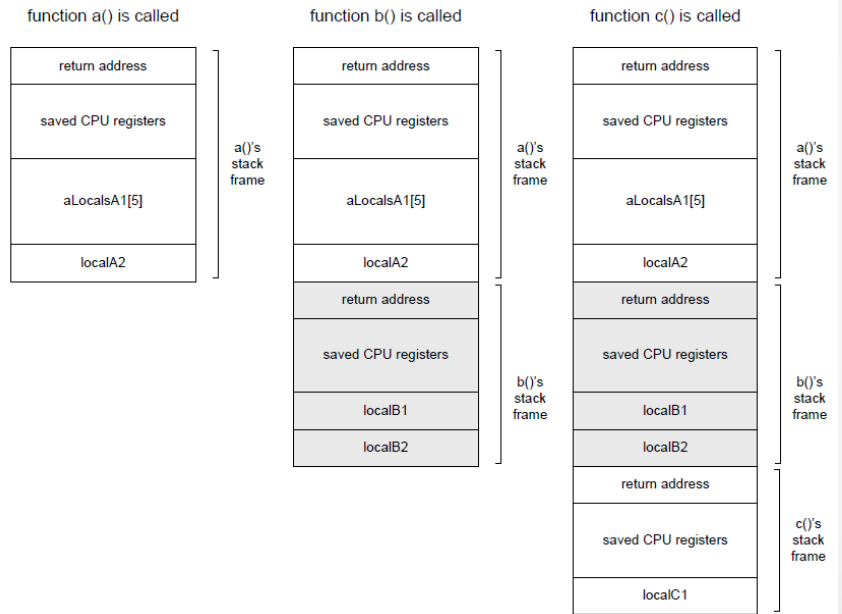 function a() is called
return address
saved CPU registers
aLocalsA1[5]
localA2
a()'s
stack
frame
function b() is called
return address
saved CPU registers
aLocalsA1[5]
localA2
a()'s
stack
frame
return address
saved CPU registers
localB1
localB2
b()'s
stack
frame
function c() is called
return address
saved CPU registers
aLocalsA1[5]
localA2
a()'s
stack
frame
return address
saved CPU registers
localB1
localB2
b()'s
stack
frame
return address
saved CPU registers
localC1
c()'s
stack
frame